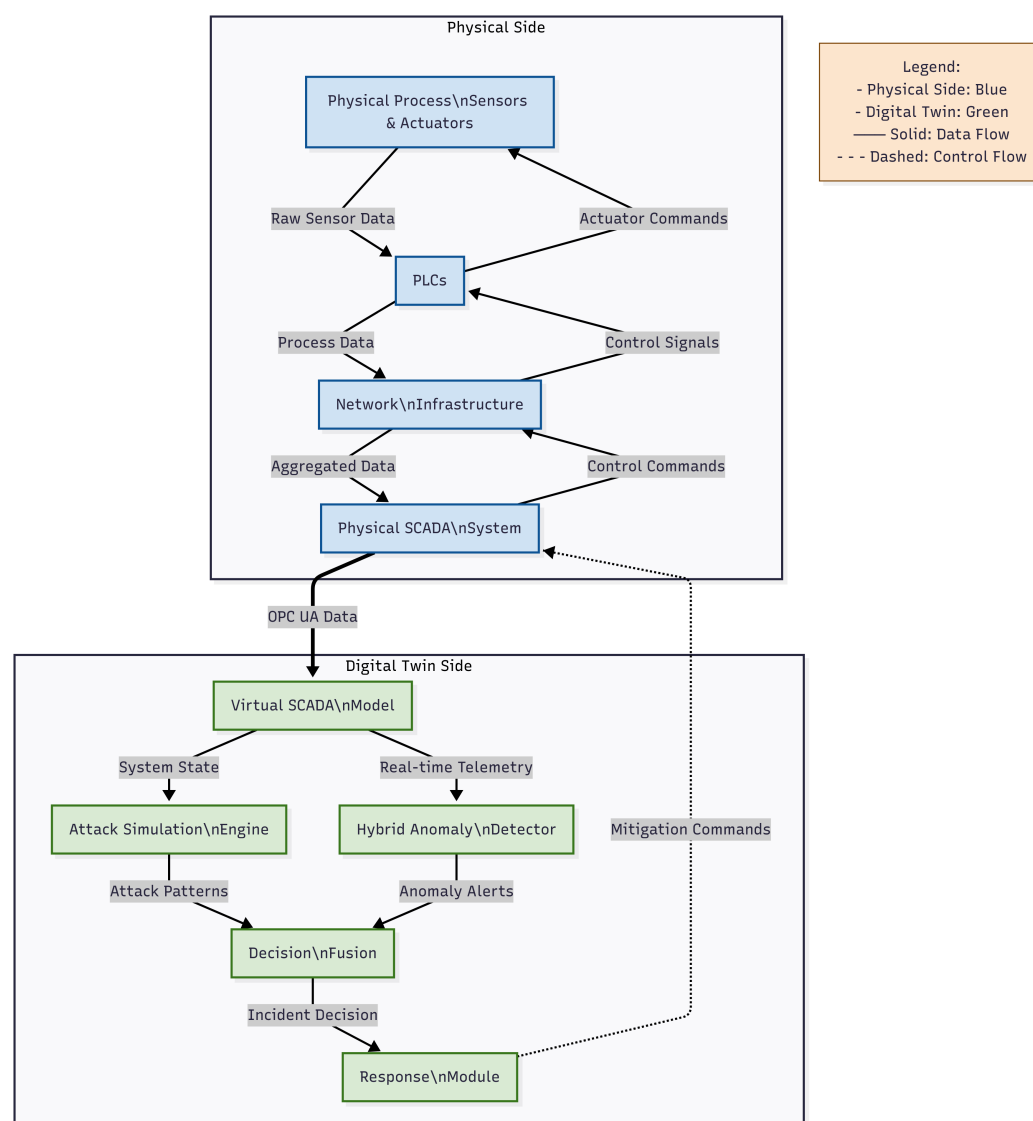 Physical Side
Legend:
- Physical Side: Blue
- Digital Twin: Green
—— Solid: Data Flow
- - - Dashed: Control Flow
Physical Process\nSensors
& Actuators
Raw Sensor Data
Actuator Commands
PLCs
Process Data
Control Signals
Network\nInfrastructure
Aggregated Data
Control Commands
Physical SCADA\nSystem
OPC UA Data
Digital Twin Side
Virtual SCADA\nModel
System State
Real-time Telemetry
Attack Simulation\nEngine
Hybrid Anomaly\nDetector
Mitigation Commands
Attack Patterns
Anomaly Alerts
Decision\nFusion
Incident Decision
Response\nModule